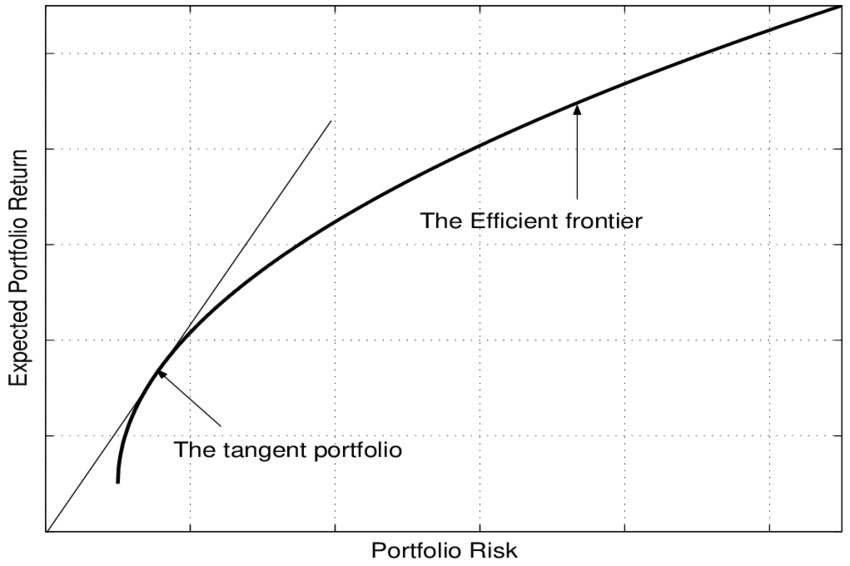 Expected Portfolio Return
The Efficient frontier
The tangent portfolio
Portfolio Risk